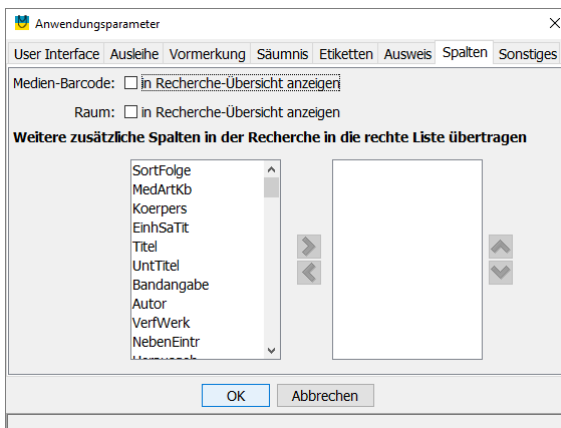 Anwendungsparameter
User Interface Ausleihe Vormerkung Säumnis Etiketten Ausweis Spalten Sonstiges
Medien-Barcode: in Recherche-Übersicht anzeigen
Raum: in Recherche-Übersicht anzeigen
Weitere zusätzliche Spalten in der Recherche in die rechte Liste übertragen
SortFolge
MedArtKb
Koerpers
EinhSaTit
Titel
UntTitel
Bandangabe
Autor
VerfWerk
NebenEintr
OK Abbrechen